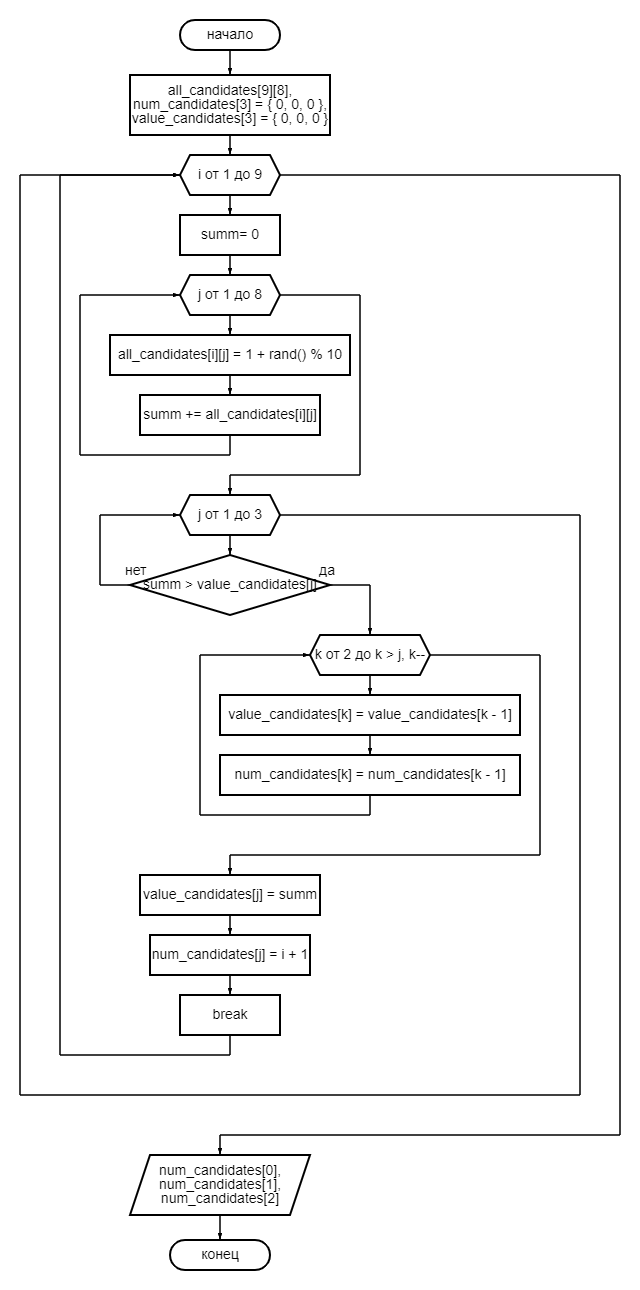 начало
all_candidates[9][8],
num_candidates[3] = { 0, 0, 0 },
value_candidates[3] = { 0, 0, 0 }
i от 1 до 9
summ= 0
j от 1 до 8
all_candidates[i][j] = 1 + rand() % 10
summ += all_candidates[i][j]
j от 1 до 3
нет
да
summ > value_candidates[j]
k от 2 до k > j, k--
value_candidates[k] = value_candidates[k - 1]
num_candidates[k] = num_candidates[k - 1]
value_candidates[j] = summ
num_candidates[j] = i + 1
break
num_candidates[0],
num_candidates[1],
num_candidates[2]
конец